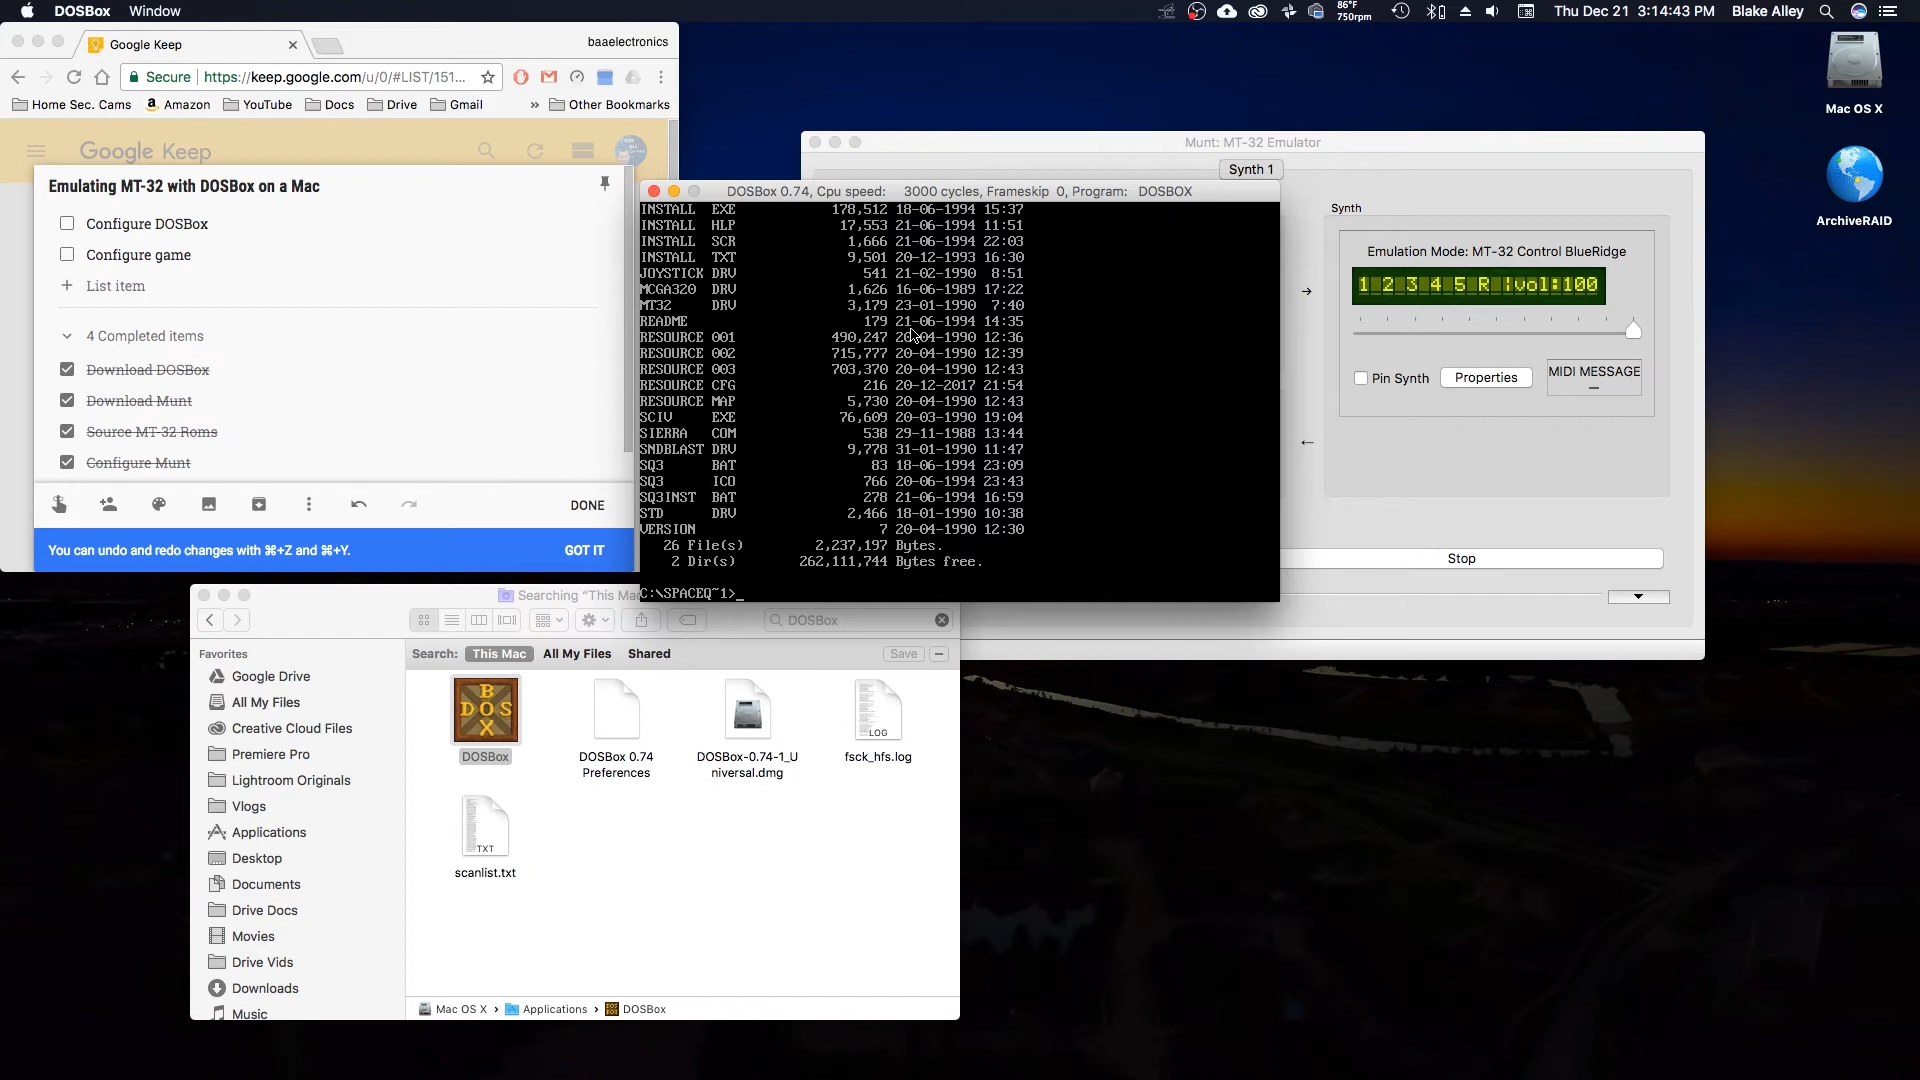 DOSBox Window
86°F
750rpm
Thu Dec 21 3:14:43 PM Blake Alley
Google Keep
baaelectronics
Secure | https://keep.google.com/u/0/#LIST/151...
Home Sec. Cams Amazon YouTube Docs Drive Gmail » Other Bookmarks
Google Keep
Emulating MT-32 with DOSBox on a Mac
Configure DOSBox
Configure game
+ List item
4 Completed items
Download DOSBox
Download Munt
Source MT-32 Roms
Configure Munt
DONE
You can undo and redo changes with ⌘+Z and ⌘+Y.
GOT IT
Munt: MT-32 Emulator
Synth 1
Synth
Emulation Mode: MT-32 Control BlueRidge
1 2 3 4 5 R |vol:100
Pin Synth
Properties
MIDI MESSAGE
Stop
DOSBox 0.74, Cpu speed: 3000 cycles, Frameskip 0, Program: DOSBOX
INSTALL EXE 178,512 18-06-1994 15:37
INSTALL HLP 17,553 21-06-1994 11:51
INSTALL SCR 1,666 21-06-1994 22:03
INSTALL TXT 9,501 20-12-1993 16:30
JOYSTICK DRV 541 21-02-1990 8:51
MCGA320 DRV 1,626 16-06-1989 17:22
MT32 DRV 3,179 23-01-1990 7:40
README 179 21-06-1994 14:35
RESOURCE 001 490,247 20-04-1990 12:36
RESOURCE 002 715,777 20-04-1990 12:39
RESOURCE 003 703,370 20-04-1990 12:43
RESOURCE CFG 216 20-12-2017 21:54
RESOURCE MAP 5,730 20-04-1990 12:43
SCIV EXE 76,609 20-03-1990 19:04
SIERRA COM 538 29-11-1988 13:44
SNDBLAST DRV 9,778 31-01-1990 11:47
SQ3 BAT 83 18-06-1994 23:09
SQ3 ICO 766 20-06-1994 23:43
SQ3INST BAT 278 21-06-1994 16:59
STD DRV 2,466 18-01-1990 10:38
VERSION 7 20-04-1990 12:30
26 File(s) 2,237,197 Bytes.
2 Dir(s) 262,111,744 Bytes free.
C:\SPACEQ~1>_
Searching “This Ma
DOSBox
Search: This Mac All My Files Shared Save
Favorites
Google Drive
All My Files
Creative Cloud Files
Premiere Pro
Lightroom Originals
Vlogs
Applications
Desktop
Documents
Drive Docs
Movies
Drive Vids
Downloads
Music
BOX
DOS
DOSBox
DOSBox 0.74
Preferences
DOSBox-0.74-1_U
niversal.dmg
LOG
fsck_hfs.log
TXT
scanlist.txt
Mac OS X › Applications › DOSBox
Mac OS X
ArchiveRAID